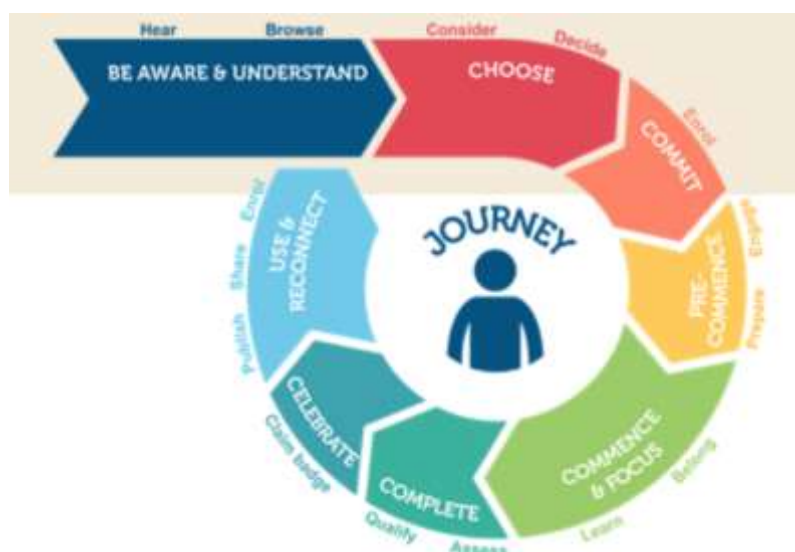 Hear
Browse
Consider
Decide
BE AWARE & UNDERSTAND
CHOOSE
Enrol
COMMIT
Engage
PRE-
COMMENCE
Prepare
COMMENCE
& FOCUS
Belong
Learn
COMPLETE
Assess
Qualify
CELEBRATE
Claim badge
USE &
RECONNECT
Publish
Share
Enrol
JOURNEY